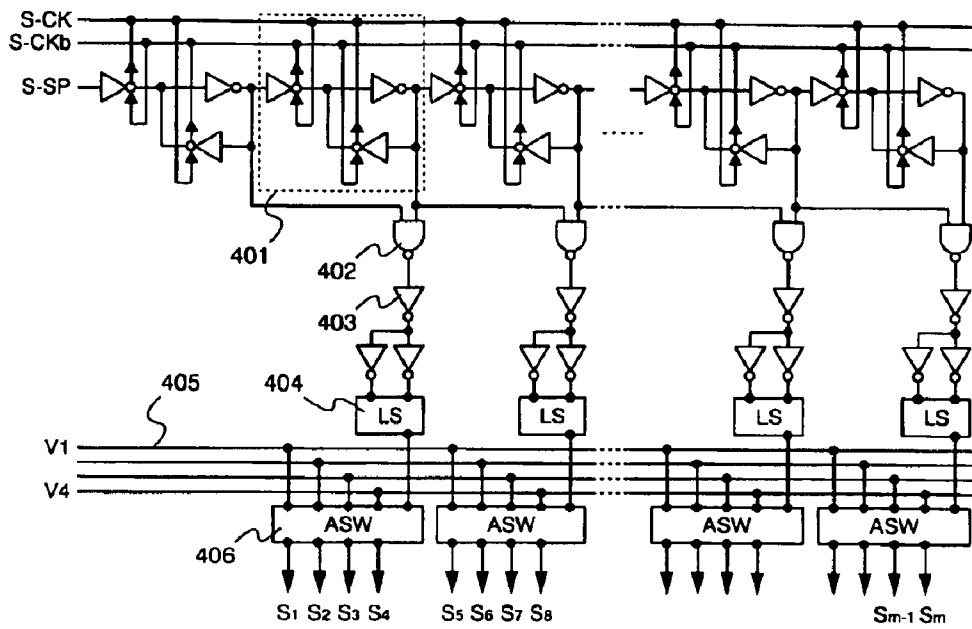 S-CK
S-CKb
S-SP
401
402
403
404
LS
LS
LS
LS
405
V1
V4
ASW
ASW
ASW
ASW
406
S1 S2 S3 S4 S5 S6 S7 S8 Sm-1 Sm